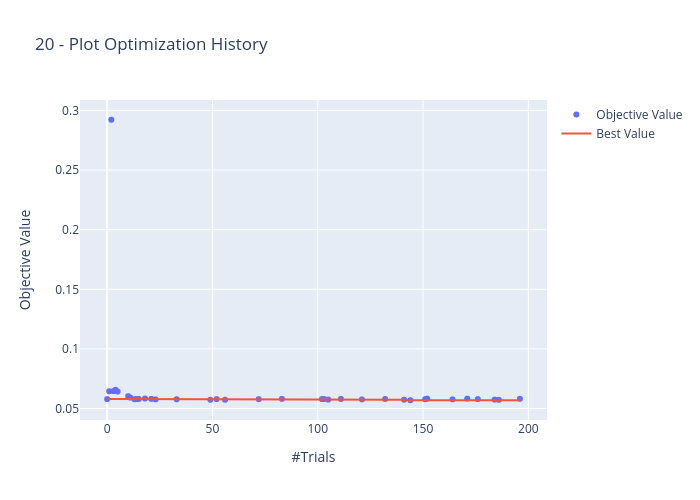 20 - Plot Optimization History
Objective Value
Best Value
0.3
0.25
0.2
0.15
0.1
0.05
Objective Value
0
50
100
150
200
#Trials